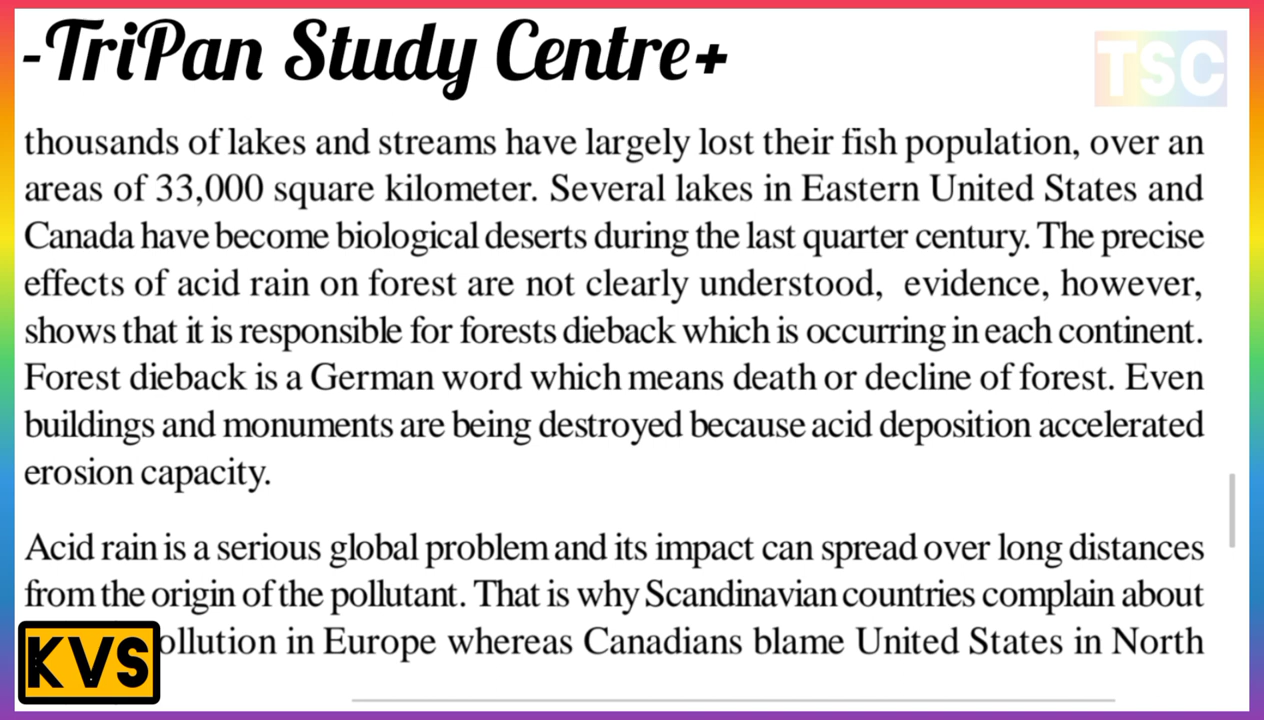 -TriPan Study Centre+
TSC
thousands of lakes and streams have largely lost their fish population, over an
areas of 33,000 square kilometer. Several lakes in Eastern United States and
Canada have become biological deserts during the last quarter century. The precise
effects of acid rain on forest are not clearly understood, evidence, however,
shows that it is responsible for forests dieback which is occurring in each continent.
Forest dieback is a German word which means death or decline of forest. Even
buildings and monuments are being destroyed because acid deposition accelerated
erosion capacity.
Acid rain is a serious global problem and its impact can spread over long distances
from the origin of the pollutant. That is why Scandinavian countries complain about
ollution in Europe whereas Canadians blame United States in North
KVS